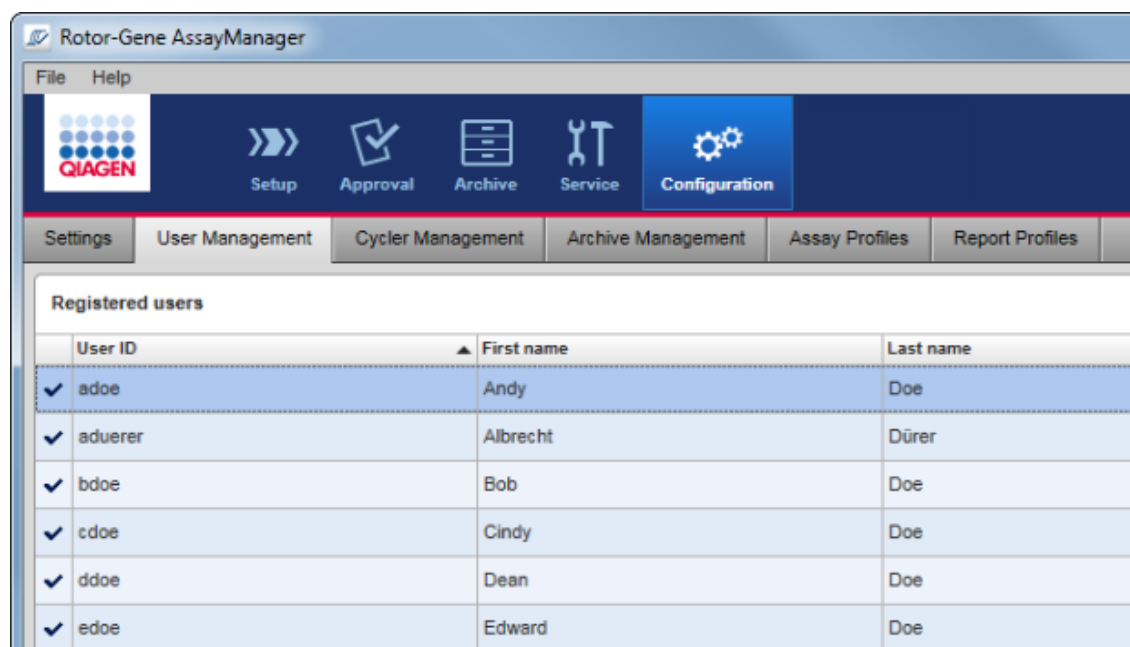 Rotor-Gene AssayManager
File Help
QIAGEN
Setup Approval Archive Service Configuration
Settings User Management Cycler Management Archive Management Assay Profiles Report Profiles
Registered users
User ID First name Last name
adoe Andy Doe
aduerer Albrecht Dürer
bdoe Bob Doe
cdoe Cindy Doe
ddoe Dean Doe
edoe Edward Doe